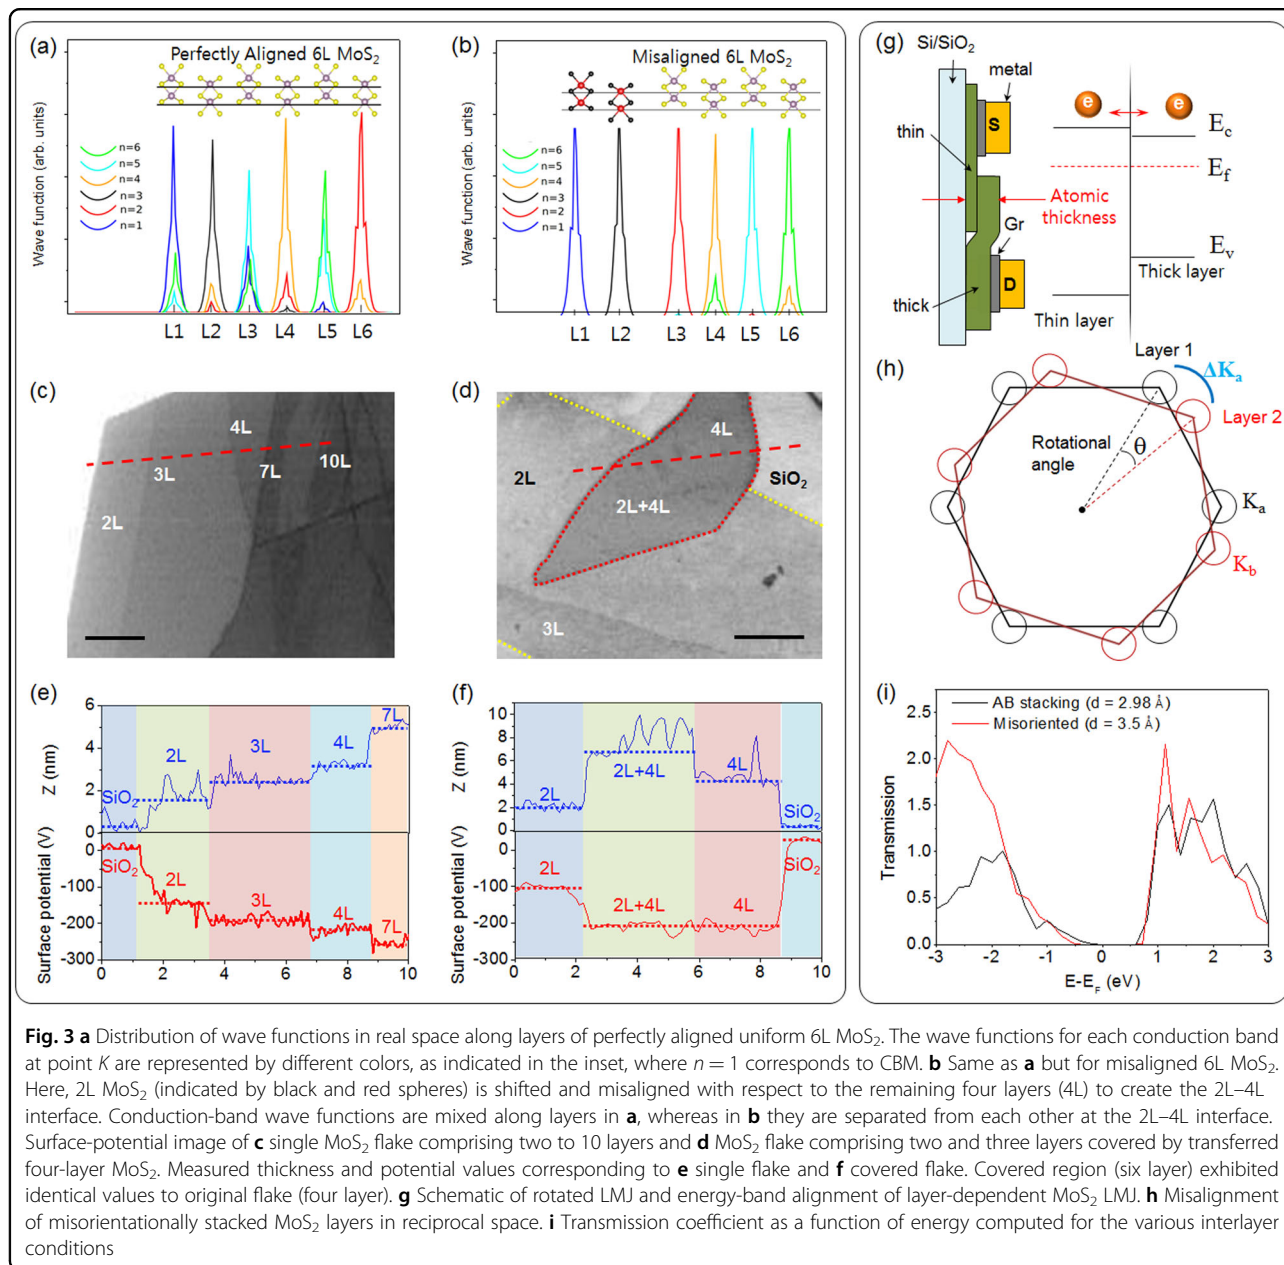 (a)
Perfectly Aligned 6L MoS₂
Wave function (arb. units)
n=6
n=5
n=4
n=3
n=2
n=1
L1 L2 L3 L4 L5 L6
(b)
Misaligned 6L MoS₂
Wave function (arb. units)
n=6
n=5
n=4
n=3
n=2
n=1
L1 L2 L3 L4 L5 L6
(c)
4L
3L 7L 10L
2L
(d)
4L
2L
SiO₂
2L+4L
3L
(e)
6
4
2
0
Z (nm)
SiO₂ 2L 3L 4L 7L
0
-100
-200
-300
Surface potential (V)
SiO₂ 2L 3L 4L 7L
0 2 4 6 8 10
(f)
10
8
6
4
2
0
Z (nm)
2L 2L+4L 4L SiO₂
0
-100
-200
-300
Surface potential (V)
2L 2L+4L 4L SiO₂
0 2 4 6 8 10
(g)
Si/SiO₂
metal
S
thin
Atomic
thickness
Gr
D
thick
e e
E_c
E_f
E_v
Thick layer
Thin layer
(h)
Layer 1
ΔK_a
Layer 2
Rotational
angle
θ
K_a
K_b
(i)
AB stacking (d = 2.98 Å)
Misoriented (d = 3.5 Å)
2.5
2.0
1.5
1.0
0.5
0.0
Transmission
-3 -2 -1 0 1 2 3
E-E_F (eV)
Fig. 3 a Distribution of wave functions in real space along layers of perfectly aligned uniform 6L MoS₂. The wave functions for each conduction band
at point K are represented by different colors, as indicated in the inset, where n = 1 corresponds to CBM. b Same as a but for misaligned 6L MoS₂.
Here, 2L MoS₂ (indicated by black and red spheres) is shifted and misaligned with respect to the remaining four layers (4L) to create the 2L–4L
interface. Conduction-band wave functions are mixed along layers in a, whereas in b they are separated from each other at the 2L–4L interface.
Surface-potential image of c single MoS₂ flake comprising two to 10 layers and d MoS₂ flake comprising two and three layers covered by transferred
four-layer MoS₂. Measured thickness and potential values corresponding to e single flake and f covered flake. Covered region (six layer) exhibited
identical values to original flake (four layer). g Schematic of rotated LMJ and energy-band alignment of layer-dependent MoS₂ LMJ. h Misalignment
of misorientationally stacked MoS₂ layers in reciprocal space. i Transmission coefficient as a function of energy computed for the various interlayer
conditions